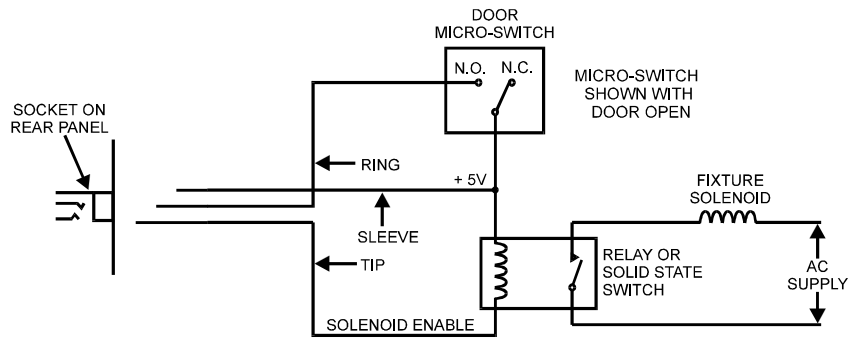 DOOR
MICRO-SWITCH
N.O.
N.C.
MICRO-SWITCH
SHOWN WITH
DOOR OPEN
SOCKET ON
REAR PANEL
RING
+ 5V
SLEEVE
TIP
FIXTURE
SOLENOID
RELAY OR
SOLID STATE
SWITCH
AC
SUPPLY
SOLENOID ENABLE